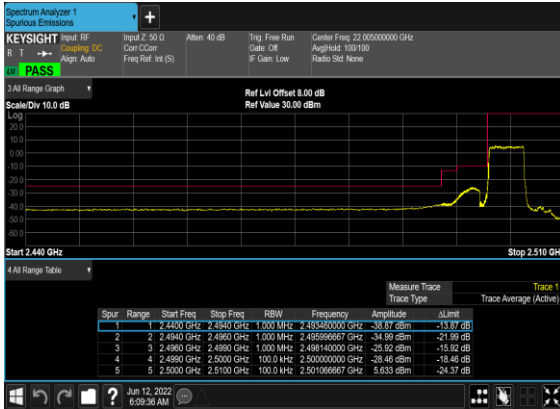 Spectrum Analyzer 1
Spurious Emissions
+
KEYSIGHT Input: RF Input Z: 50 Ω Atten: 40 dB Trig: Free Run Center Freq: 22.005000000 GHz
R T Coupling: DC Corr CCorr Gate: Off Avg|Hold: 100/100
Align: Auto Freq Ref: Int (S) IF Gain: Low Radio Std: None
PASS
3 All Range Graph
Ref Lvl Offset 8.00 dB
Scale/Div 10.0 dB Ref Value 30.00 dBm
Log
20.0
10.0
0.00
-10.0
-20.0
-30.0
-40.0
-50.0
-60.0
Start 2.440 GHz Stop 2.510 GH
4 All Range Table
Measure Trace Trace 1
Trace Type Trace Average (Active)
Spur Range Start Freq Stop Freq RBW Frequency Amplitude ΔLimit
1 1 2.4400 GHz 2.4940 GHz 1.000 MHz 2.493460000 GHz -38.87 dBm -13.87 dB
2 2 2.4940 GHz 2.4960 GHz 1.000 MHz 2.495996667 GHz -34.99 dBm -21.99 dB
3 3 2.4960 GHz 2.4990 GHz 1.000 MHz 2.498140000 GHz -25.92 dBm -15.92 dB
4 4 2.4990 GHz 2.5000 GHz 100.0 kHz 2.500000000 GHz -28.46 dBm -18.46 dB
5 5 2.5000 GHz 2.5100 GHz 100.0 kHz 2.501066667 GHz 5.633 dBm -24.37 dB
? Jun 12, 2022
6:09:36 AM